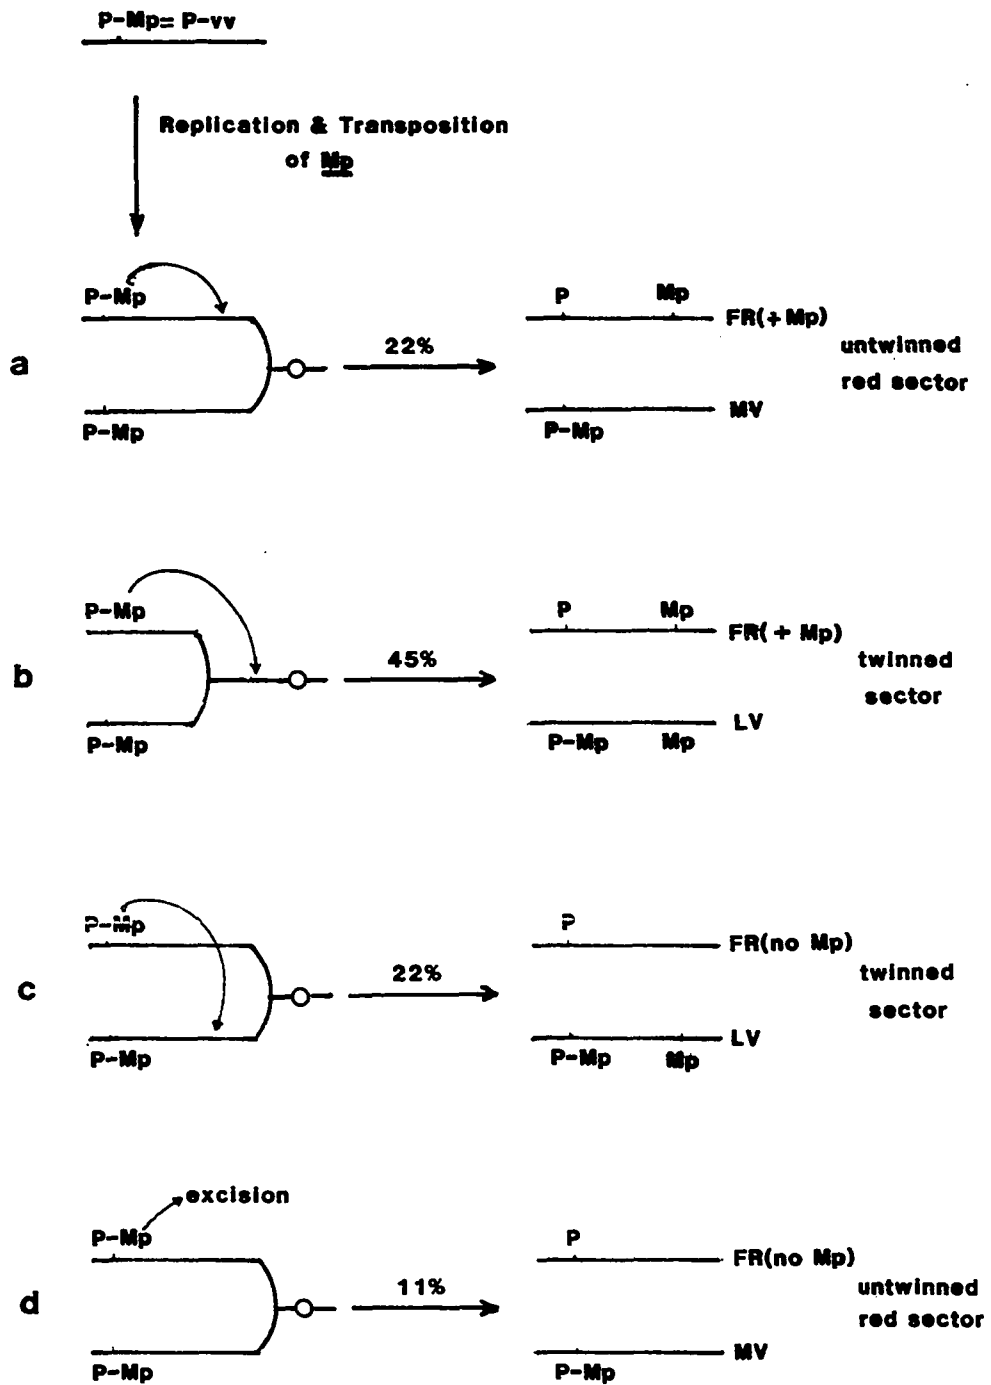 P-Mp= P-vv
Replication & Transposition
of Mp
a
P-Mp
P-Mp
22%
P Mp
FR(+Mp)
MV
P-Mp
untwinned
red sector
b
P-Mp
P-Mp
45%
P Mp
FR( + Mp)
LV
P-Mp Mp
twinned
sector
c
P-Mp
P-Mp
22%
P
FR(no Mp)
LV
P-Mp Mp
twinned
sector
d
excision
P-Mp
P-Mp
11%
P
FR(no Mp)
MV
P-Mp
untwinned
red sector